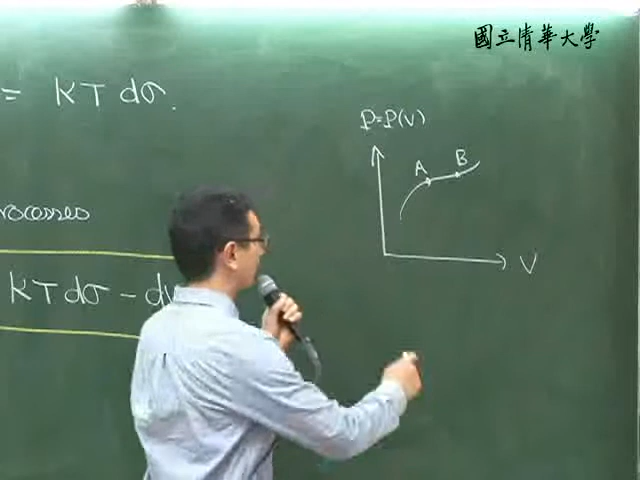 國立清華大學
= kT dσ.
P=P(V)
A
B
rocesses
V
kT dσ - d